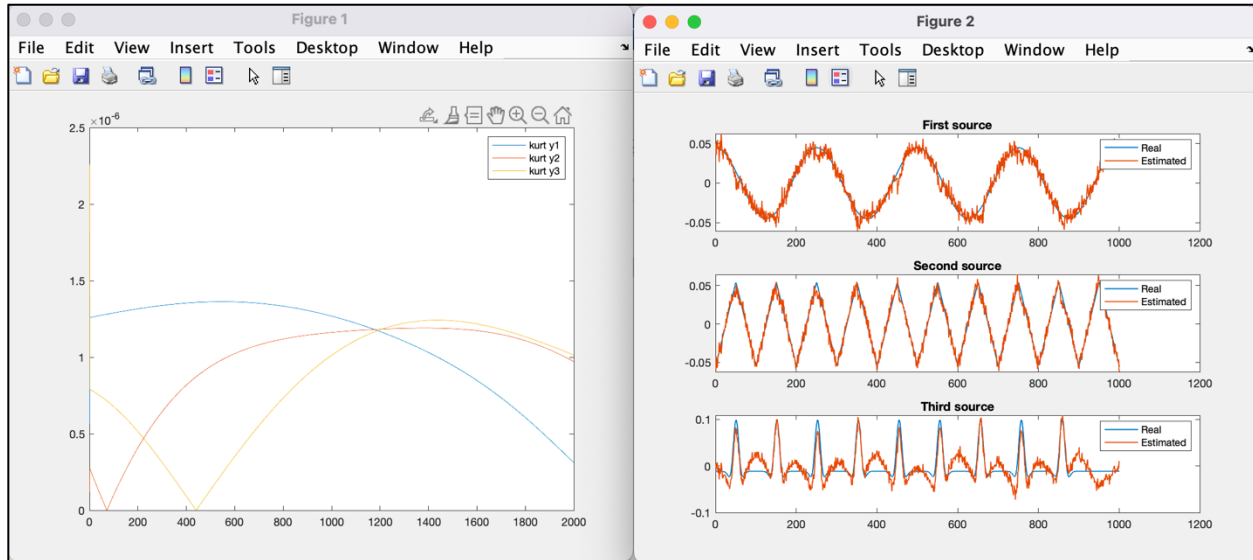 Figure 1
File Edit View Insert Tools Desktop Window Help
×10⁻⁶
2.5
2
1.5
1
0.5
0
0 200 400 600 800 1000 1200 1400 1600 1800 2000
kurt y1
kurt y2
kurt y3
Figure 2
File Edit View Insert Tools Desktop Window Help
First source
0.05
0
-0.05
0 200 400 600 800 1000 1200
Real
Estimated
Second source
0.05
0
-0.05
0 200 400 600 800 1000 1200
Real
Estimated
Third source
0.1
0
-0.1
0 200 400 600 800 1000 1200
Real
Estimated